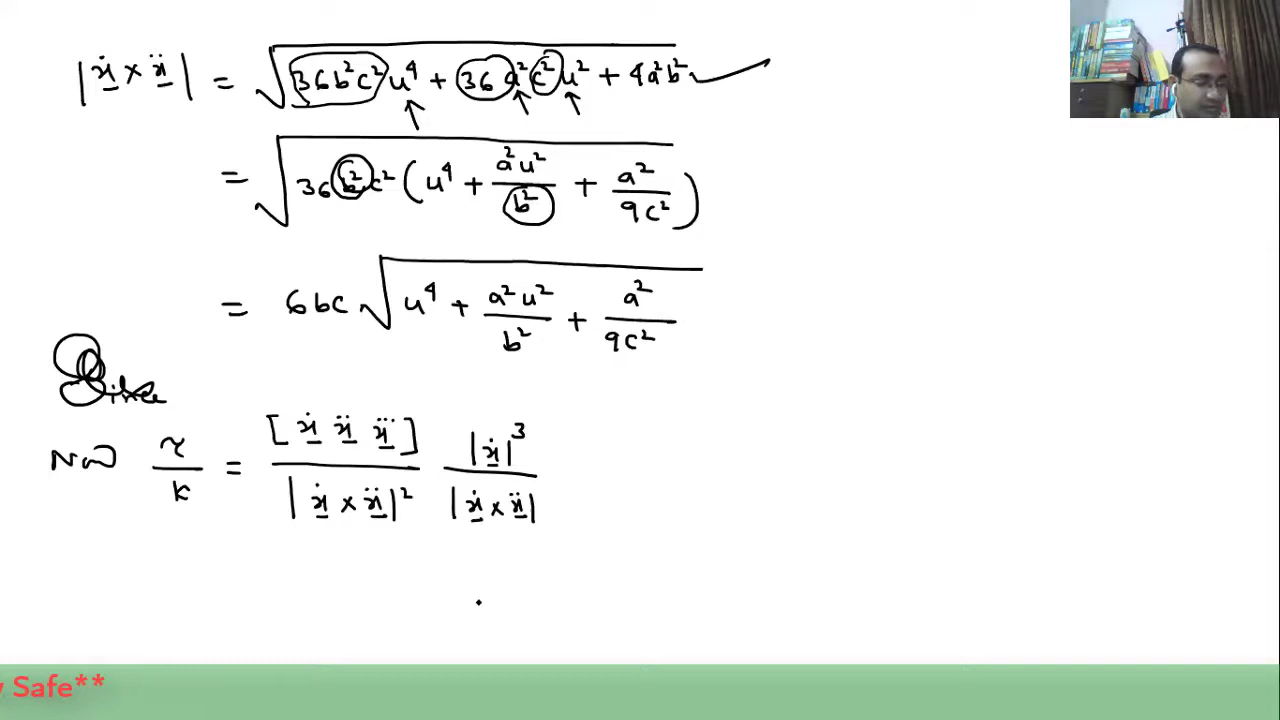 |ẋ × ẍ| = √(36b²c²u⁴ + 36a²c²u² + 4a²b²)
= √(36b²c²(u⁴ + a²u²/b² + a²/9c²))
= 6bc √(u⁴ + a²u²/b² + a²/9c²)
Now τ/k = [ẋ ẍ x⃛]/|ẋ × ẍ|² |ẋ|³/|ẋ × ẍ|
y Safe**